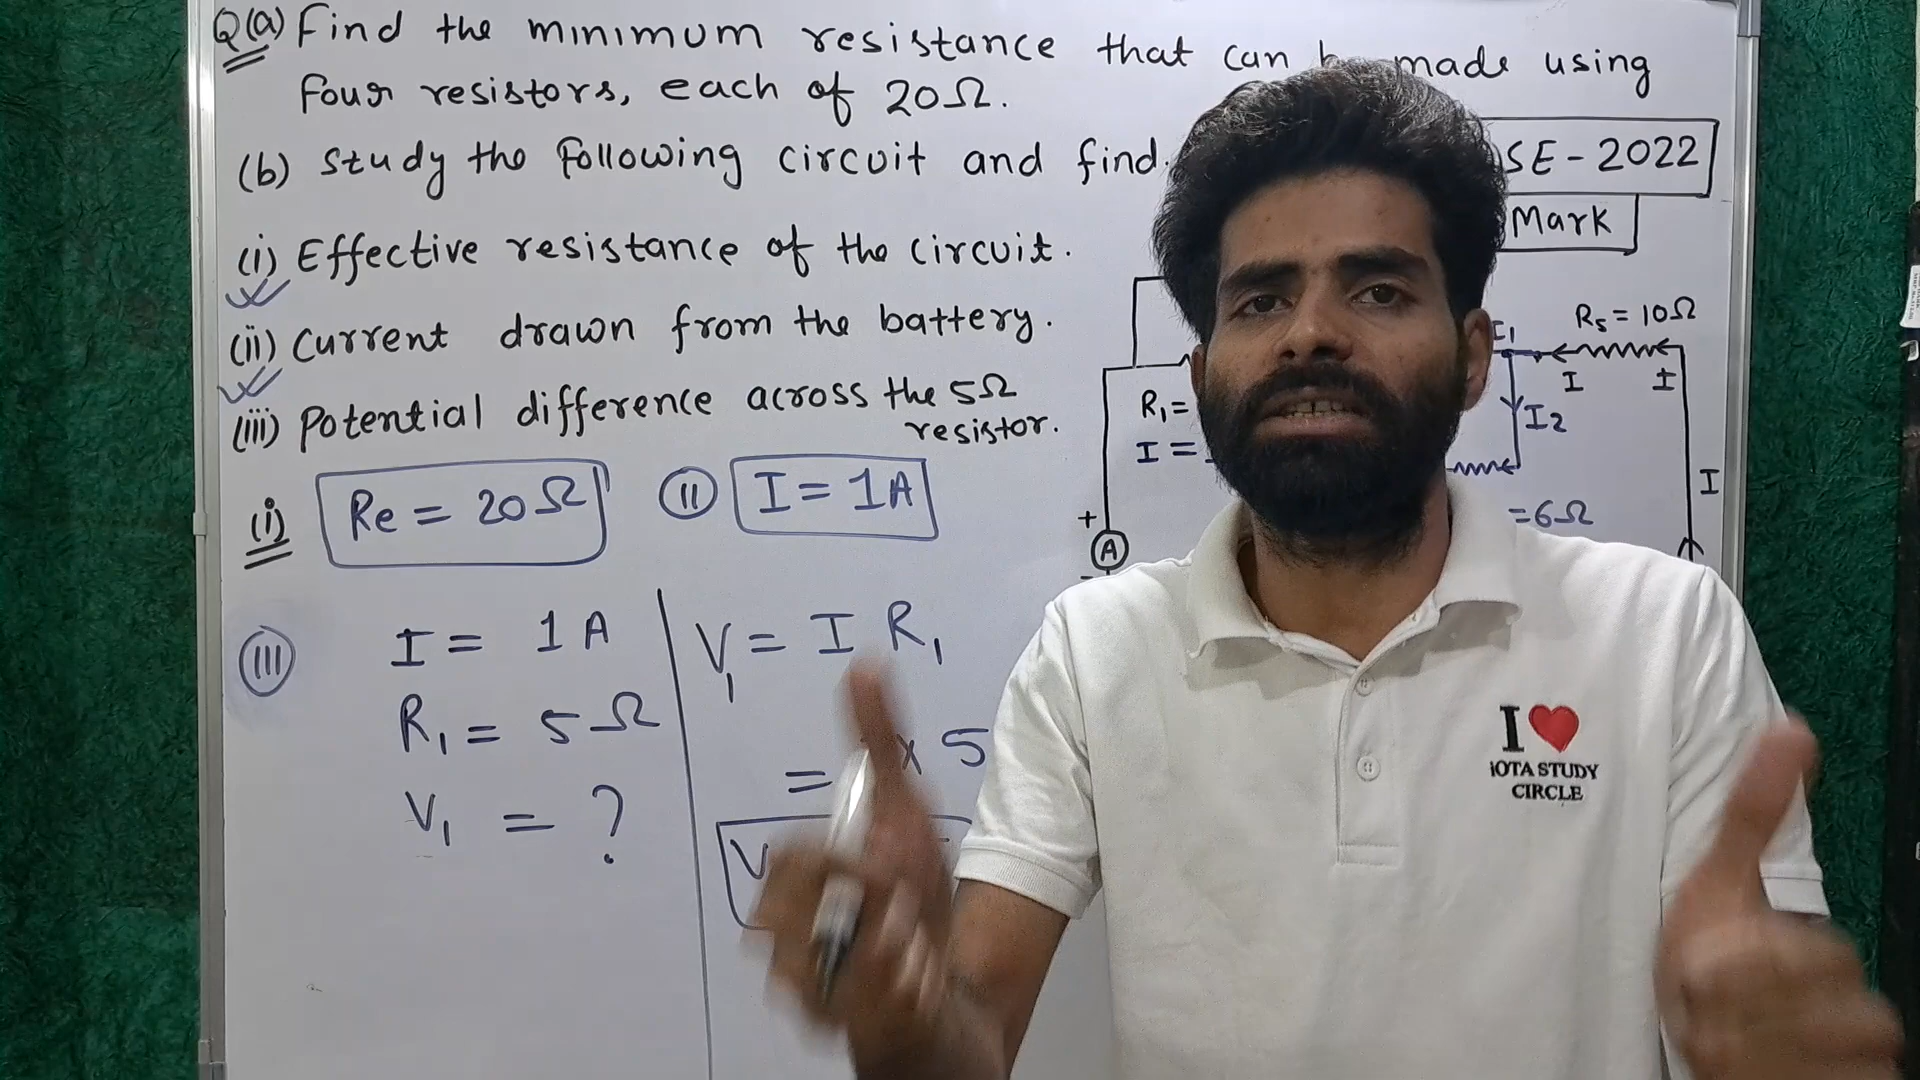 Q(a) Find the minimum resistance that can be made using
four resistors, each of 20Ω.
(b) Study the following circuit and find.
SE-2022
Mark
(i) Effective resistance of the circuit.
(ii) Current drawn from the battery.
(iii) Potential difference across the 5Ω
resistor.
I1
R5 = 10Ω
I
I
R1 =
I2
I =
I
=6Ω
+
A
(i) Re = 20Ω
(ii) I = 1A
(iii)
I = 1A
R1 = 5Ω
V1 = ?
V1 = I R1
= x 5
V
I ❤
iOTA STUDY
CIRCLE